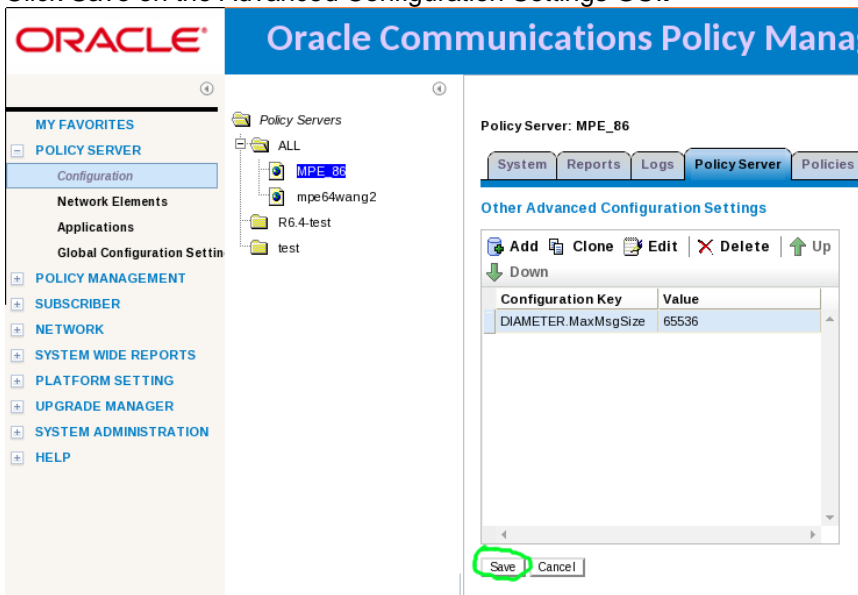 ORACLE®
Oracle Communications Policy Mana
MY FAVORITES
POLICY SERVER
Configuration
Network Elements
Applications
Global Configuration Settin
POLICY MANAGEMENT
SUBSCRIBER
NETWORK
SYSTEM WIDE REPORTS
PLATFORM SETTING
UPGRADE MANAGER
SYSTEM ADMINISTRATION
HELP
Policy Servers
ALL
MPE_86
mpe64wang2
R6.4-test
test
Policy Server: MPE_86
System Reports Logs Policy Server Policies
Other Advanced Configuration Settings
Add Clone Edit Delete Up
Down
Configuration Key Value
DIAMETER.MaxMsgSize 65536
Save Cancel